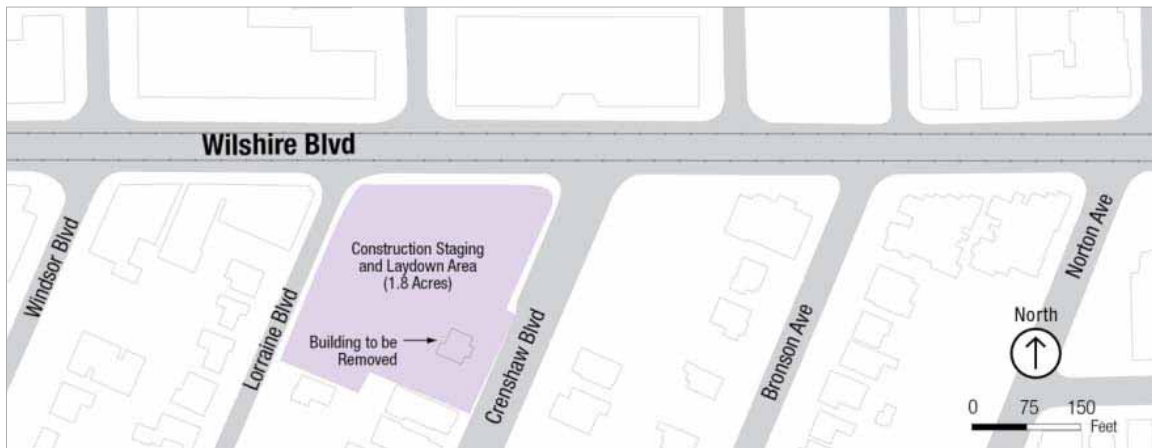 Wilshire Blvd
Construction Staging
and Laydown Area
(1.8 Acres)
Building to be
Removed
Windsor Blvd
Lorraine Blvd
Crenshaw Blvd
Bronson Ave
Norton Ave
North
0 75 150
Feet